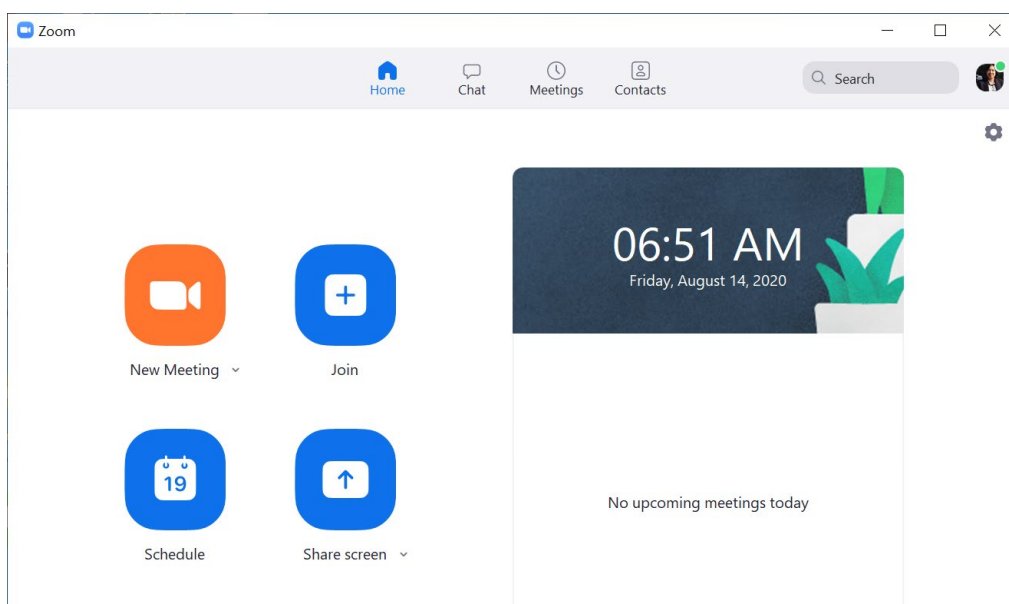 Zoom
Home
Chat
Meetings
Contacts
Search
06:51 AM
Friday, August 14, 2020
New Meeting
Join
19
Schedule
Share screen
No upcoming meetings today